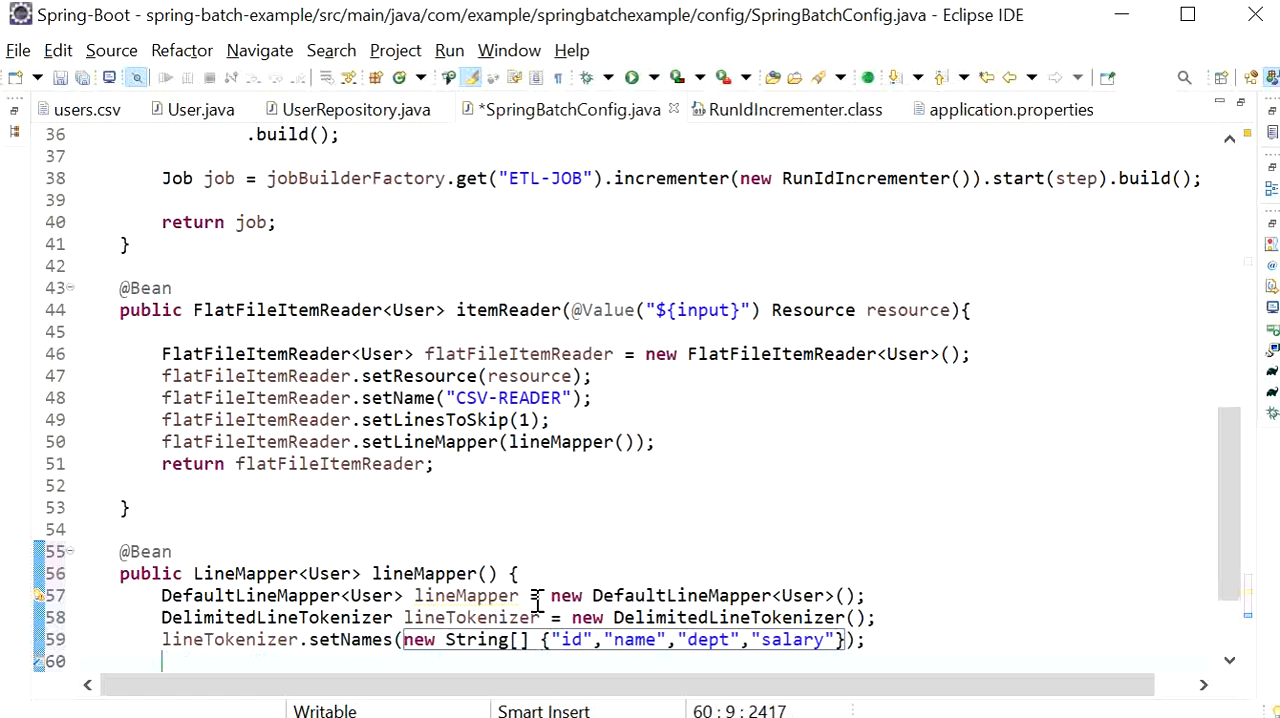 Spring-Boot - spring-batch-example/src/main/java/com/example/springbatchexample/config/SpringBatchConfig.java - Eclipse IDE
File Edit Source Refactor Navigate Search Project Run Window Help
users.csv User.java UserRepository.java *SpringBatchConfig.java RunIdIncrementer.class application.properties
36 .build();
37
38 Job job = jobBuilderFactory.get("ETL-JOB").incrementer(new RunIdIncrementer()).start(step).build();
39
40 return job;
41 }
42
43 @Bean
44 public FlatFileItemReader<User> itemReader(@Value("${input}") Resource resource){
45
46 FlatFileItemReader<User> flatFileItemReader = new FlatFileItemReader<User>();
47 flatFileItemReader.setResource(resource);
48 flatFileItemReader.setName("CSV-READER");
49 flatFileItemReader.setLinesToSkip(1);
50 flatFileItemReader.setLineMapper(lineMapper());
51 return flatFileItemReader;
52
53 }
54
55 @Bean
56 public LineMapper<User> lineMapper() {
57 DefaultLineMapper<User> lineMapper = new DefaultLineMapper<User>();
58 DelimitedLineTokenizer lineTokenizer = new DelimitedLineTokenizer();
59 lineTokenizer.setNames(new String[] {"id","name","dept","salary"});
60
Writable Smart Insert 60 : 9 : 2417